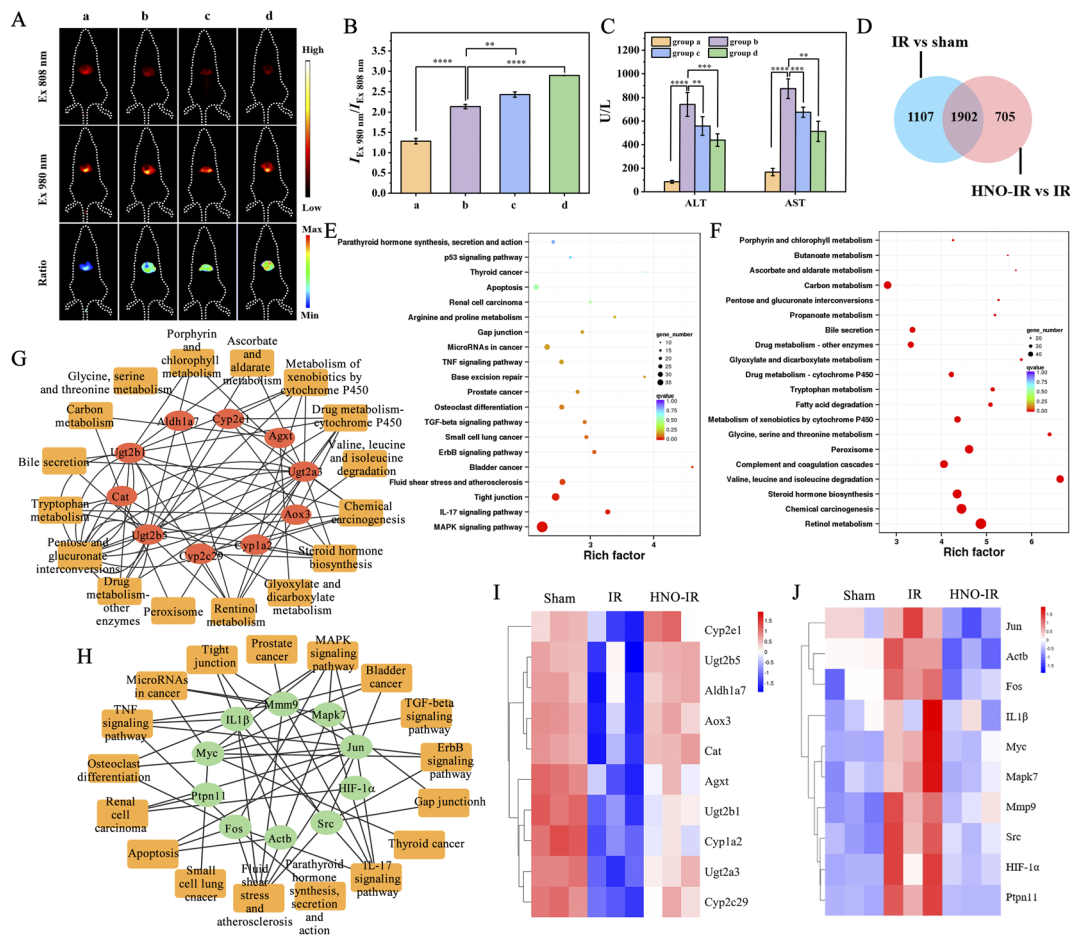 A
a
b
c
d
Ex 808 nm
Ex 980 nm
Ratio
High
Low
Max
Min
B
I Ex 980 nm/I Ex 808 nm
3.5
3.0
2.5
2.0
1.5
1.0
0.5
0.0
****
**
****
a
b
c
d
C
group a
group b
group c
group d
U/L
1200
1000
800
600
400
200
0
****
**
***
****
***
**
ALT
AST
D
IR vs sham
1107
1902
705
HNO-IR vs IR
E
Parathyroid hormone synthesis, secretion and action
p53 signaling pathway
Thyroid cancer
Apoptosis
Renal cell carcinoma
Arginine and proline metabolism
Gap junction
MicroRNAs in cancer
TNF signaling pathway
Base excision repair
Prostate cancer
Osteoclast differentiation
TGF-beta signaling pathway
Small cell lung cancer
ErbB signaling pathway
Bladder cancer
Fluid shear stress and atherosclerosis
Tight junction
IL-17 signaling pathway
MAPK signaling pathway
3
4
Rich factor
gene_number
10
15
20
25
30
35
qvalue
1.00
0.75
0.50
0.25
0.00
F
Porphyrin and chlorophyll metabolism
Butanoate metabolism
Ascorbate and aldarate metabolism
Carbon metabolism
Pentose and glucuronate interconversions
Propanoate metabolism
Bile secretion
Drug metabolism - other enzymes
Glyoxylate and dicarboxylate metabolism
Drug metabolism - cytochrome P450
Tryptophan metabolism
Fatty acid degradation
Metabolism of xenobiotics by cytochrome P450
Glycine, serine and threonine metabolism
Peroxisome
Complement and coagulation cascades
Valine, leucine and isoleucine degradation
Steroid hormone biosynthesis
Chemical carcinogenesis
Retinol metabolism
3
4
5
6
Rich factor
gene_number
20
30
40
qvalue
1.00
0.75
0.50
0.25
0.00
G
Porphyrin and
chlorophyll
metabolism
Ascorbate
and aldarate
metabolism
Metabolism of
xenobiotics by
cytochrome P450
Glycine, serine
and threonine metabolism
Drug metabolism-
cytochrome P450
Carbon
metabolism
Valine, leucine
and isoleucine
degradation
Bile secretion
Tryptophan
metabolism
Chemical
carcinogenesis
Pentose and
glucuronate
interconversions
Steroid hormone
biosynthesis
Drug
metabolism-
other
enzymes
Peroxisome
Rentinol
metabolism
Glyoxylate and
dicarboxylate
metabolism
Aldh1a7
Cyp2e1
Agxt
Ugt2b1
Ugt2a3
Cat
Aox3
Ugt2b5
Cyp1a2
Cyp2c29
H
Tight
junction
Prostate
cancer
MAPK
signaling
pathway
MicroRNAs
in cancer
Bladder
cancer
TNF
signaling
pathway
TGF-beta
signaling
pathway
Osteoclast
differentiation
ErbB
signaling
pathway
Renal
cell
carcinoma
Gap junctionh
Apoptosis
Thyroid cancer
Small
cell lung
cnacer
Fluid
shear
stress and
atherosclerosis
Parathyroid
hormone
synthesis,
secretion and
action
IL-17
signaling
pathway
Mmm9
IL1β
Mapk7
Myc
Jun
Ptpn11
HIF-1α
Fos
Actb
Src
I
Sham
IR
HNO-IR
Cyp2e1
Ugt2b5
Aldh1a7
Aox3
Cat
Agxt
Ugt2b1
Cyp1a2
Ugt2a3
Cyp2c29
1.5
1
0.5
0
-0.5
-1
-1.5
J
Sham
IR
HNO-IR
Jun
Actb
Fos
IL1β
Myc
Mapk7
Mmp9
Src
HIF-1α
Ptpn11
1.5
1
0.5
0
-0.5
-1
-1.5